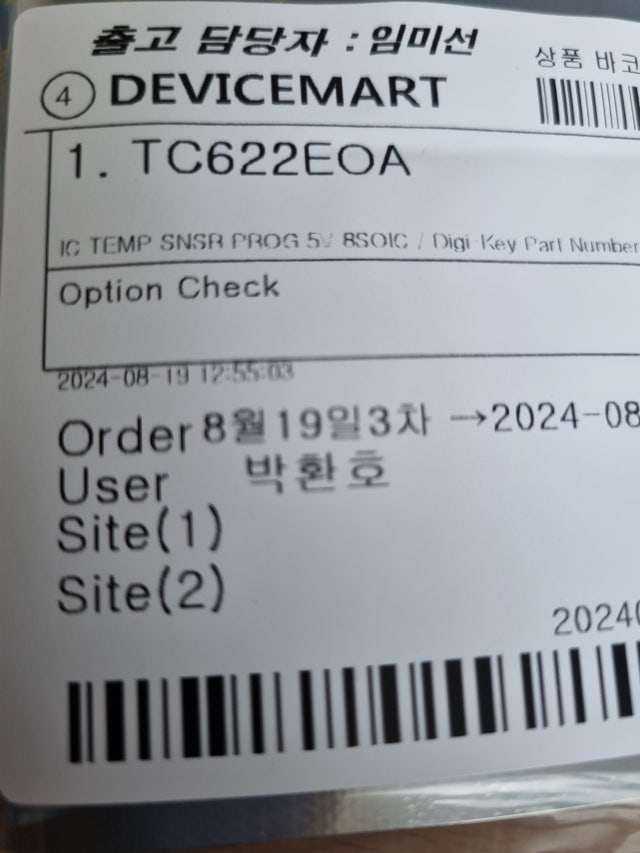 출고 담당자 : 임미선
상품 바코
4 DEVICEMART
1. TC622EOA
IC TEMP SNSR PROG 5V 8SOIC / Digi-Key Part Number
Option Check
2024-08-19 12:55:03
Order 8월19일3차 →2024-08
User 박환호
Site(1)
Site(2)
2024